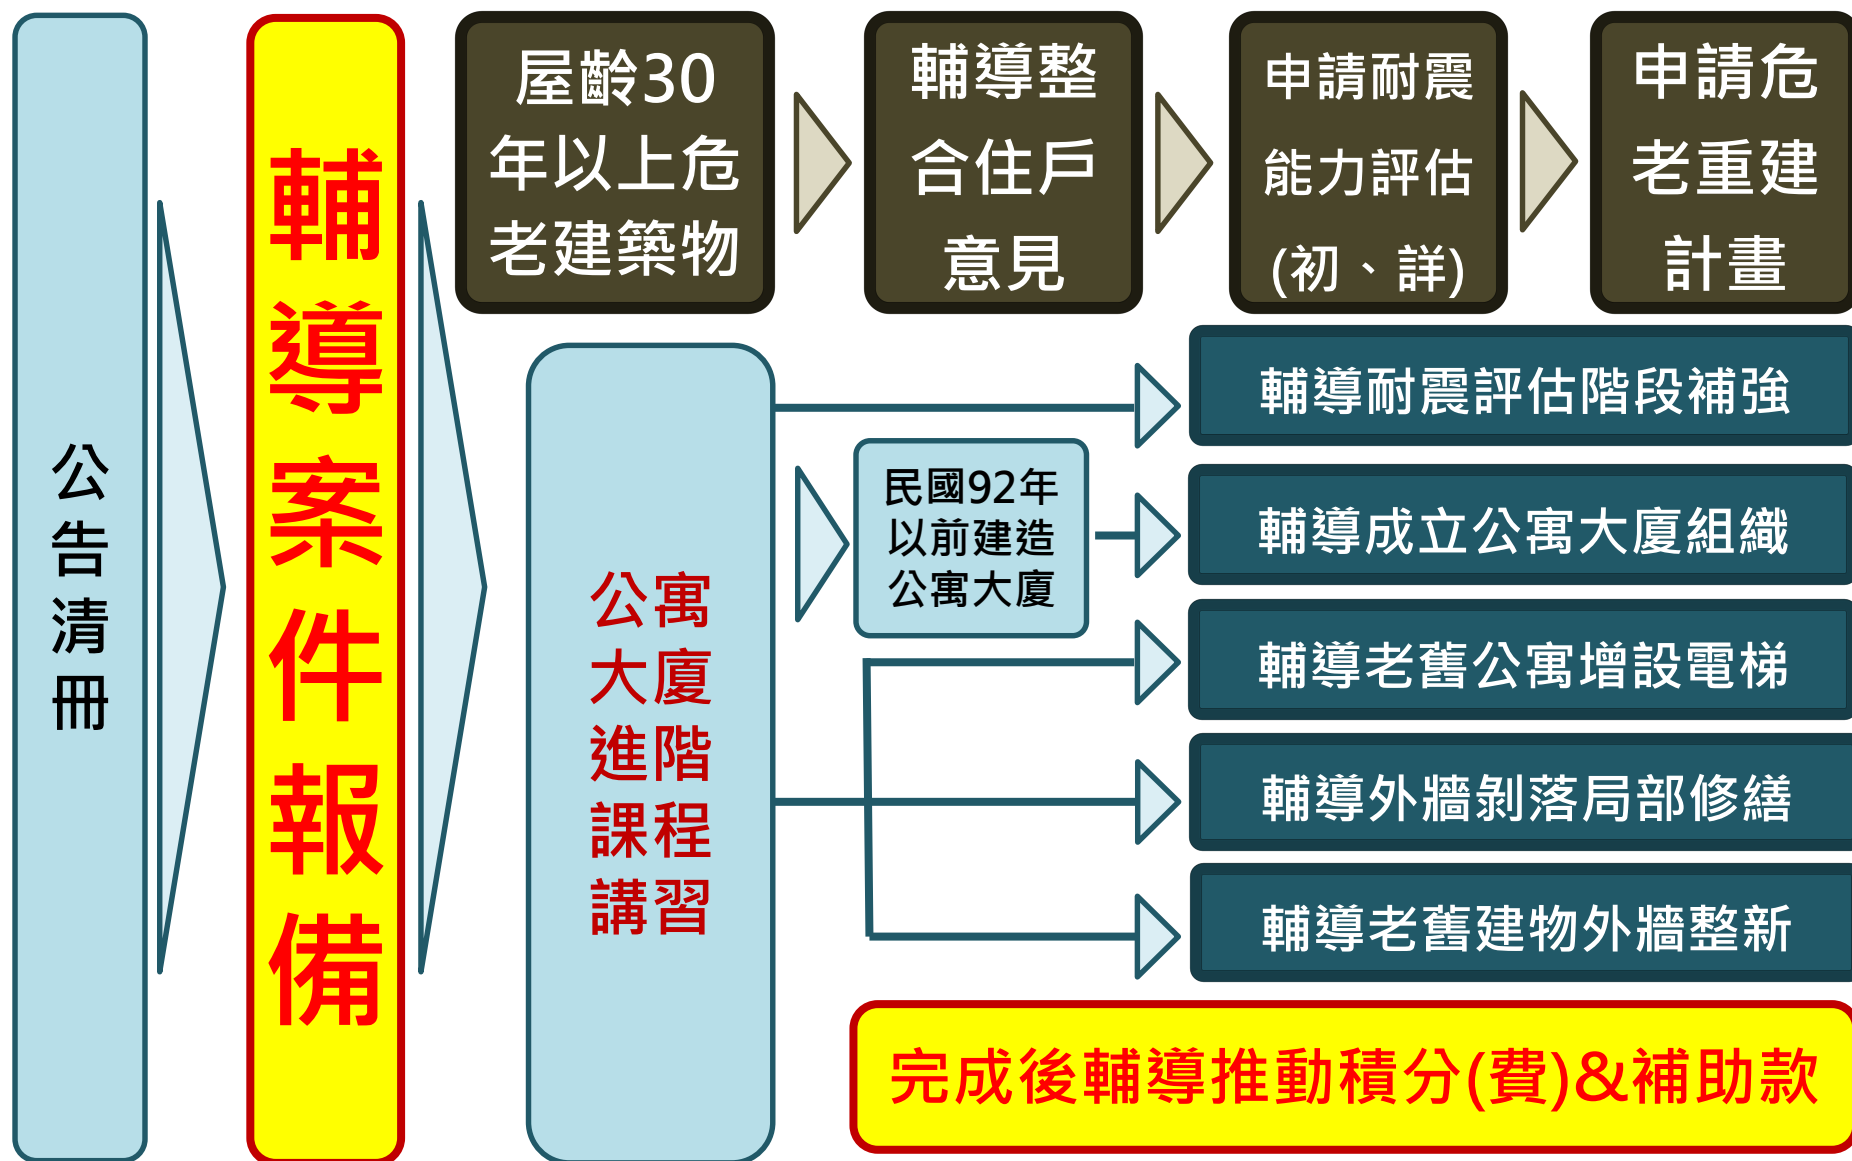 公
告
清
冊
輔
導
案
件
報
備
屋齡30
年以上危
老建築物
輔導整
合住戶
意見
申請耐震
能力評估
(初、詳)
申請危
老重建
計畫
公寓
大廈
進階
課程
講習
民國92年
以前建造
公寓大廈
輔導耐震評估階段補強
輔導成立公寓大廈組織
輔導老舊公寓增設電梯
輔導外牆剝落局部修繕
輔導老舊建物外牆整新
完成後輔導推動積分(費)&補助款